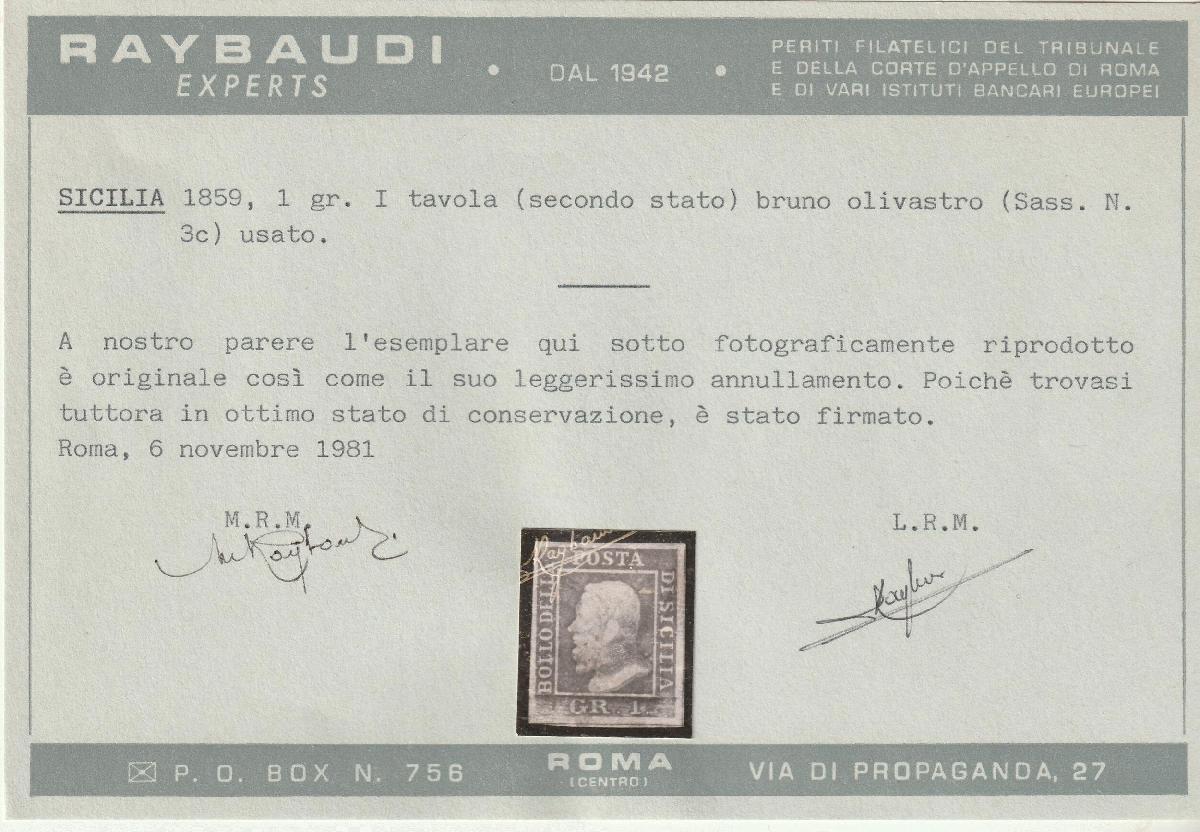 RAYBAUDI
EXPERTS
• DAL 1942 •
PERITI FILATELICI DEL TRIBUNALE
E DELLA CORTE D'APPELLO DI ROMA
E DI VARI ISTITUTI BANCARI EUROPEI
SICILIA 1859, 1 gr. I tavola (secondo stato) bruno olivastro (Sass. N.
3c) usato.
A nostro parere l'esemplare qui sotto fotograficamente riprodotto
è originale così come il suo leggerissimo annullamento. Poichè trovasi
tuttora in ottimo stato di conservazione, è stato firmato.
Roma, 6 novembre 1981
M.R.M.
L.R.M.
POSTA
BOLLO DELLA
DI SICILIA
GR. 1.
P. O. BOX N. 756
ROMA
(CENTRO)
VIA DI PROPAGANDA, 27